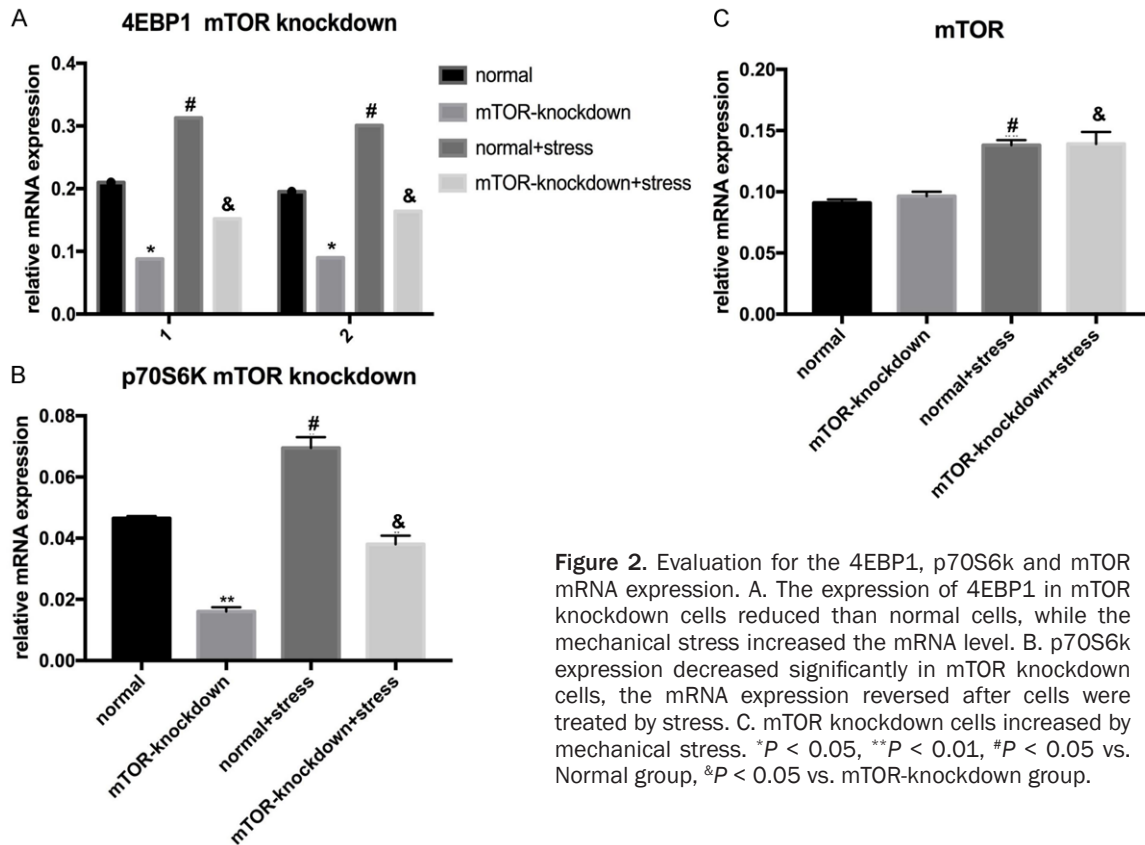 A
4EBP1 mTOR knockdown
relative mRNA expression
0.4
0.3
0.2
0.1
0.0
#
#
*
*
&
&
1
2
normal
mTOR-knockdown
normal+stress
mTOR-knockdown+stress
B
p70S6K mTOR knockdown
relative mRNA expression
0.08
0.06
0.04
0.02
0.00
**
#
&
normal
mTOR-knockdown
normal+stress
mTOR-knockdown+stress
C
mTOR
relative mRNA expression
0.20
0.15
0.10
0.05
0.00
#
&
normal
mTOR-knockdown
normal+stress
mTOR-knockdown+stress
Figure 2. Evaluation for the 4EBP1, p70S6k and mTOR
mRNA expression. A. The expression of 4EBP1 in mTOR
knockdown cells reduced than normal cells, while the
mechanical stress increased the mRNA level. B. p70S6k
expression decreased significantly in mTOR knockdown
cells, the mRNA expression reversed after cells were
treated by stress. C. mTOR knockdown cells increased by
mechanical stress. *P < 0.05, **P < 0.01, #P < 0.05 vs.
Normal group, &P < 0.05 vs. mTOR-knockdown group.